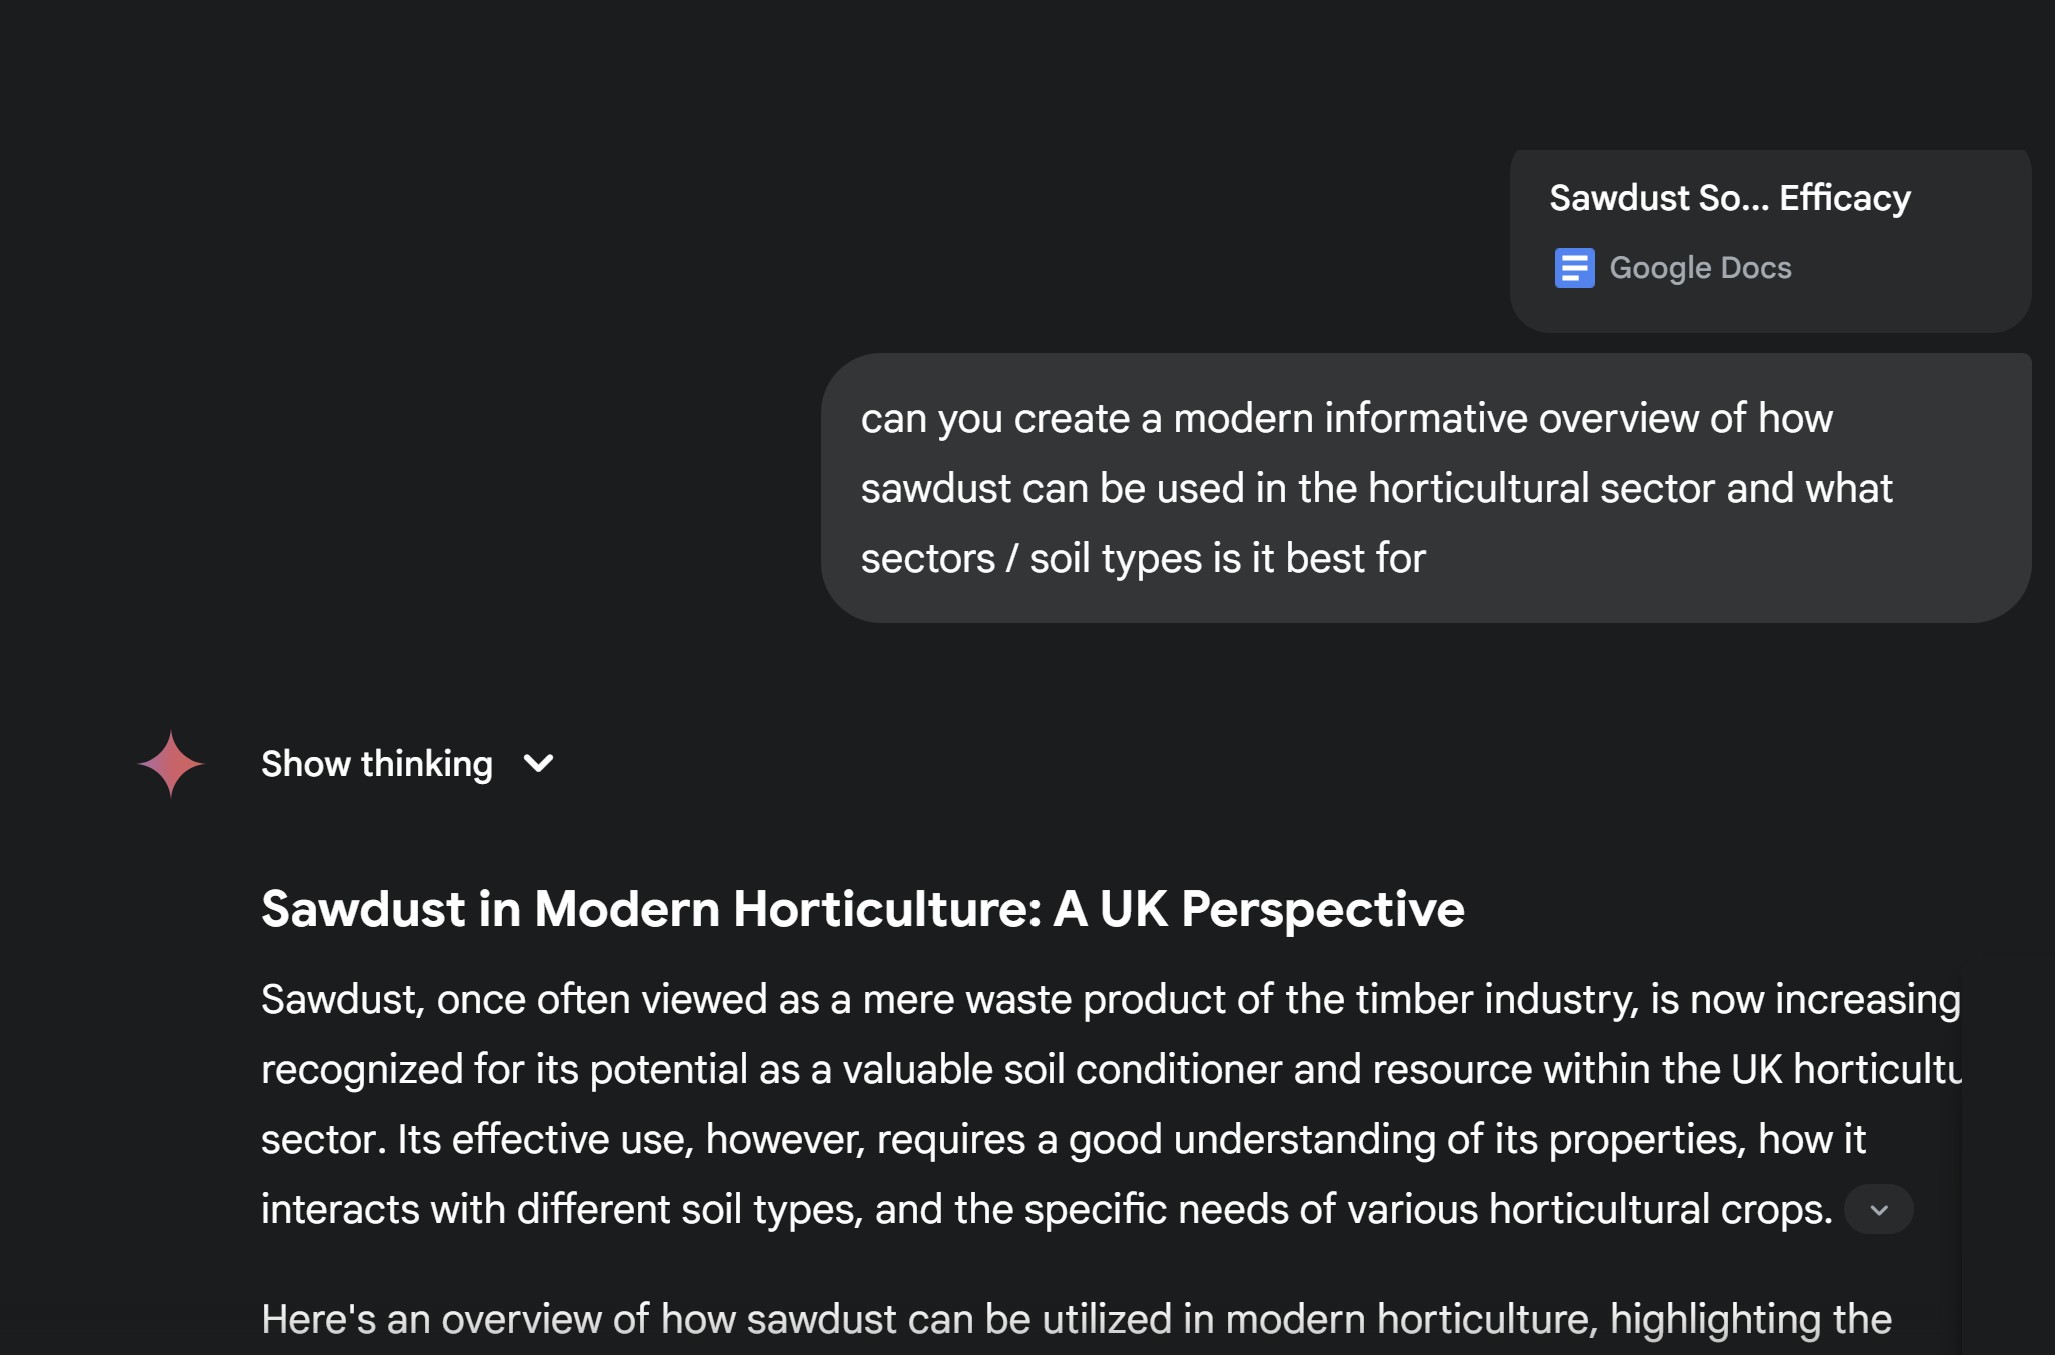 Sawdust So... Efficacy
Google Docs
can you create a modern informative overview of how
sawdust can be used in the horticultural sector and what
sectors / soil types is it best for
Show thinking
Sawdust in Modern Horticulture: A UK Perspective
Sawdust, once often viewed as a mere waste product of the timber industry, is now increasing
recognized for its potential as a valuable soil conditioner and resource within the UK horticultu
sector. Its effective use, however, requires a good understanding of its properties, how it
interacts with different soil types, and the specific needs of various horticultural crops.
Here's an overview of how sawdust can be utilized in modern horticulture, highlighting the